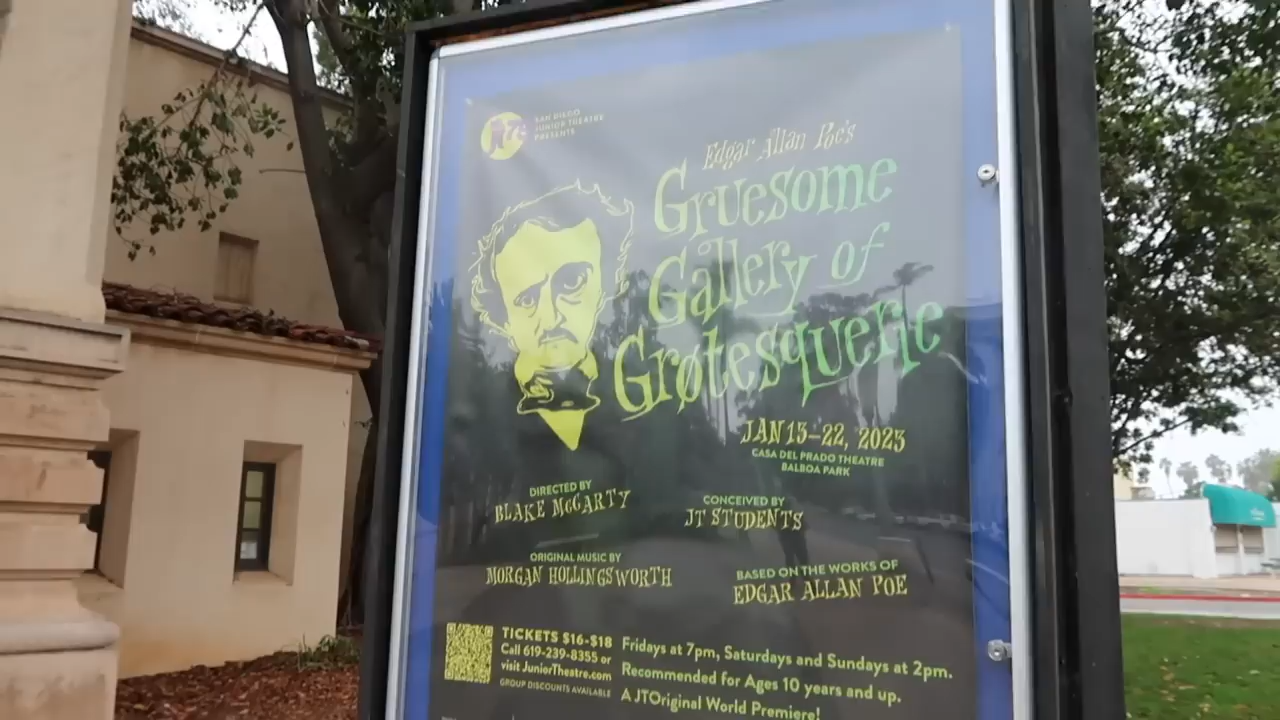 SAN DIEGO
JUNIOR THEATRE
PRESENTS
Edgar Allan Poe's
Gruesome
Gallery of
Grøtesquerie
JAN 13–22, 2023
CASA DEL PRADO THEATRE
BALBOA PARK
DIRECTED BY
BLAKE McCARTY
CONCEIVED BY
JT STUDENTS
ORIGINAL MUSIC BY
MORGAN HOLLINGSWORTH
BASED ON THE WORKS OF
EDGAR ALLAN POE
TICKETS $16-$18
Call 619-239-8355 or
visit JuniorTheatre.com
GROUP DISCOUNTS AVAILABLE
Fridays at 7pm, Saturdays and Sundays at 2pm.
Recommended for Ages 10 years and up.
A JTOriginal World Premiere!